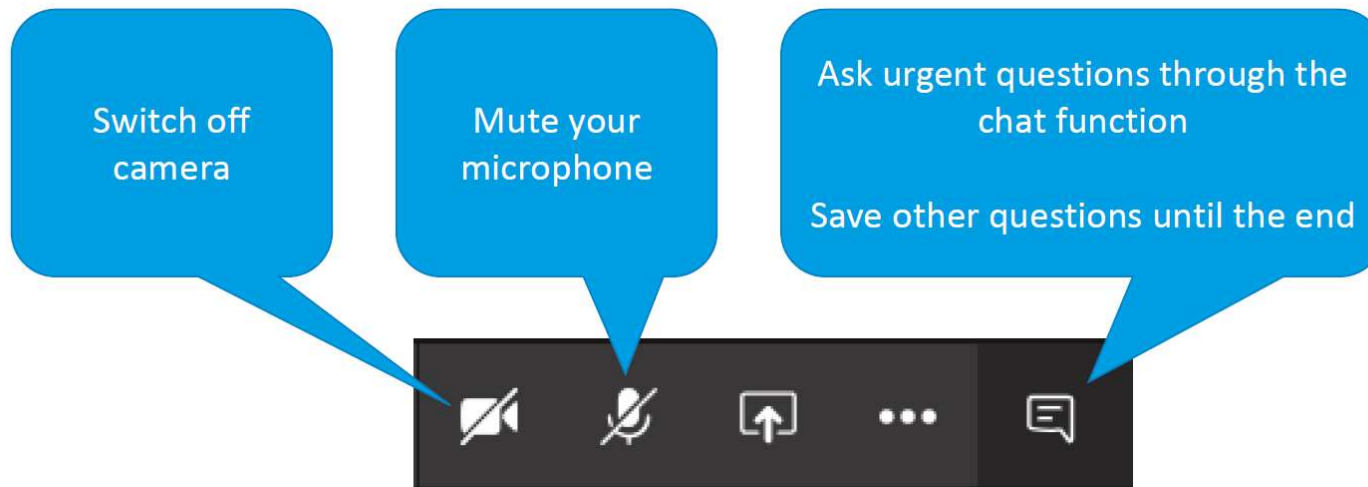 Switch off
camera
Mute your
microphone
Ask urgent questions through the
chat function
Save other questions until the end